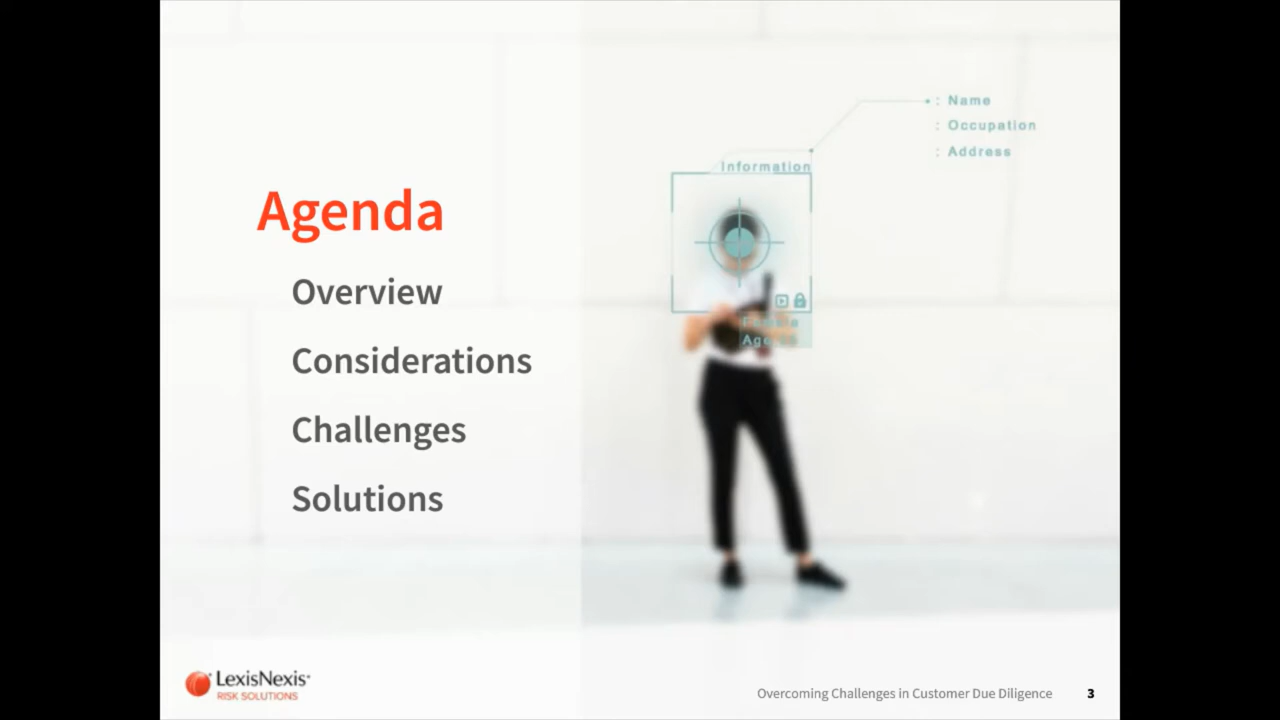 Agenda
Overview
Considerations
Challenges
Solutions
: Name
: Occupation
: Address
Information
LexisNexis®
RISK SOLUTIONS
Overcoming Challenges in Customer Due Diligence 3